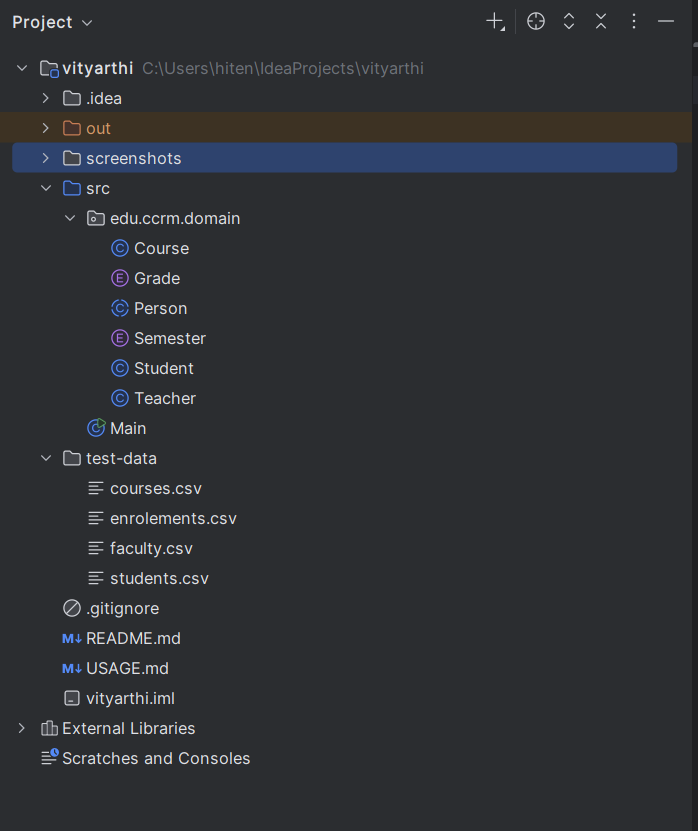 Project
vityarthi C:\Users\hiten\IdeaProjects\vityarthi
.idea
out
screenshots
src
edu.ccrm.domain
C Course
E Grade
C Person
E Semester
C Student
C Teacher
C Main
test-data
courses.csv
enrolements.csv
faculty.csv
students.csv
.gitignore
M↓ README.md
M↓ USAGE.md
vityarthi.iml
External Libraries
Scratches and Consoles